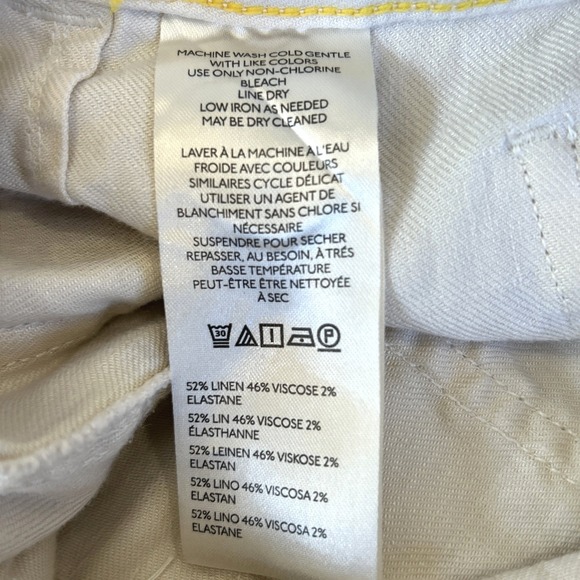 MACHINE WASH COLD GENTLE
WITH LIKE COLORS
USE ONLY NON-CHLORINE
BLEACH
LINE DRY
LOW IRON AS NEEDED
MAY BE DRY CLEANED
LAVER À LA MACHINE À L'EAU
FROIDE AVEC COULEURS
SIMILAIRES CYCLE DÉLICAT
UTILISER UN AGENT DE
BLANCHIMENT SANS CHLORE SI
NÉCESSAIRE
SUSPENDRE POUR SECHER
REPASSER, AU BESOIN, À TRÉS
BASSE TEMPÉRATURE
PEUT-ÊTRE ÊTRE NETTOYÉE
À SEC
30 P
52% LINEN 46% VISCOSE 2%
ELASTANE
52% LIN 46% VISCOSE 2%
ÉLASTHANNE
52% LEINEN 46% VISKOSE 2%
ELASTAN
52% LINO 46% VISCOSA 2%
ELASTAN
52% LINO 46% VISCOSA 2%
ELASTANE